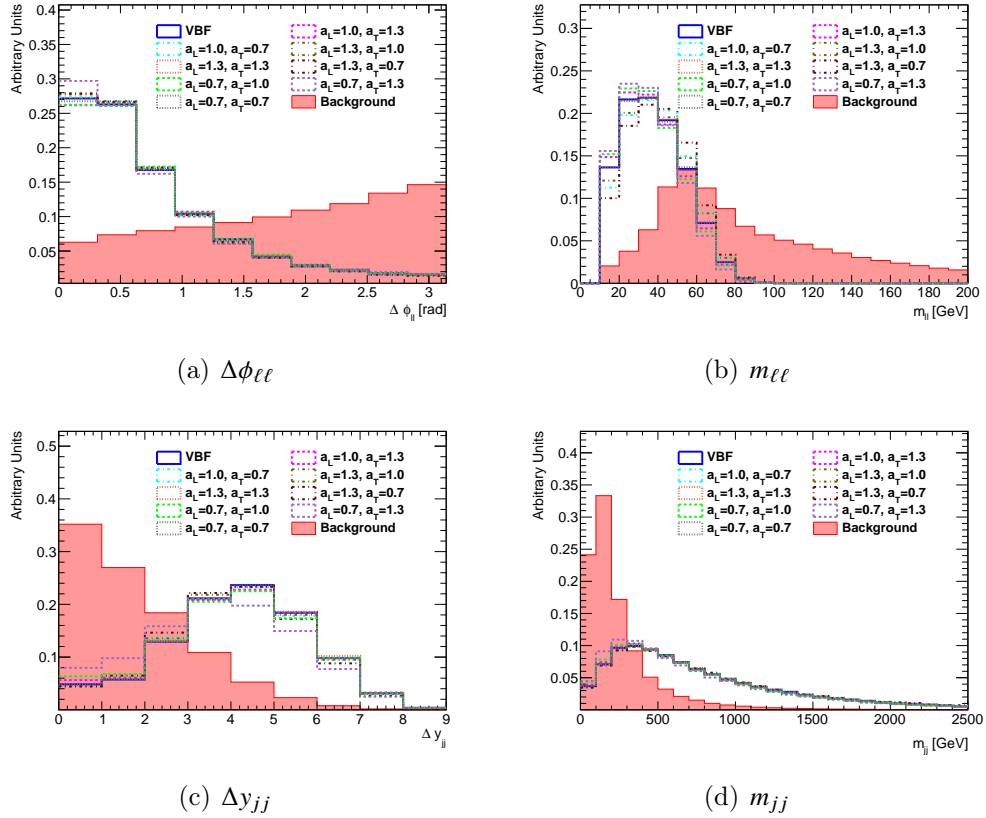 Arbitrary Units
0.4
0.35
0.3
0.25
0.2
0.15
0.1
0.05
VBF
a_L=1.0, a_T=0.7
a_L=1.3, a_T=1.3
a_L=0.7, a_T=1.0
a_L=0.7, a_T=0.7
a_L=1.0, a_T=1.3
a_L=1.3, a_T=1.0
a_L=1.3, a_T=0.7
a_L=0.7, a_T=1.3
Background
0 0.5 1 1.5 2 2.5 3
Δ ϕ_ll [rad]
(a) Δϕ_ℓℓ
Arbitrary Units
0.3
0.25
0.2
0.15
0.1
0.05
0
VBF
a_L=1.0, a_T=0.7
a_L=1.3, a_T=1.3
a_L=0.7, a_T=1.0
a_L=0.7, a_T=0.7
a_L=1.0, a_T=1.3
a_L=1.3, a_T=1.0
a_L=1.3, a_T=0.7
a_L=0.7, a_T=1.3
Background
0 20 40 60 80 100 120 140 160 180 200
m_ll [GeV]
(b) m_ℓℓ
Arbitrary Units
0.5
0.4
0.3
0.2
0.1
VBF
a_L=1.0, a_T=0.7
a_L=1.3, a_T=1.3
a_L=0.7, a_T=1.0
a_L=0.7, a_T=0.7
a_L=1.0, a_T=1.3
a_L=1.3, a_T=1.0
a_L=1.3, a_T=0.7
a_L=0.7, a_T=1.3
Background
0 1 2 3 4 5 6 7 8 9
Δ y_jj
(c) Δy_jj
Arbitrary Units
0.4
0.35
0.3
0.25
0.2
0.15
0.1
0.05
VBF
a_L=1.0, a_T=0.7
a_L=1.3, a_T=1.3
a_L=0.7, a_T=1.0
a_L=0.7, a_T=0.7
a_L=1.0, a_T=1.3
a_L=1.3, a_T=1.0
a_L=1.3, a_T=0.7
a_L=0.7, a_T=1.3
Background
0 500 1000 1500 2000 2500
m_jj [GeV]
(d) m_jj